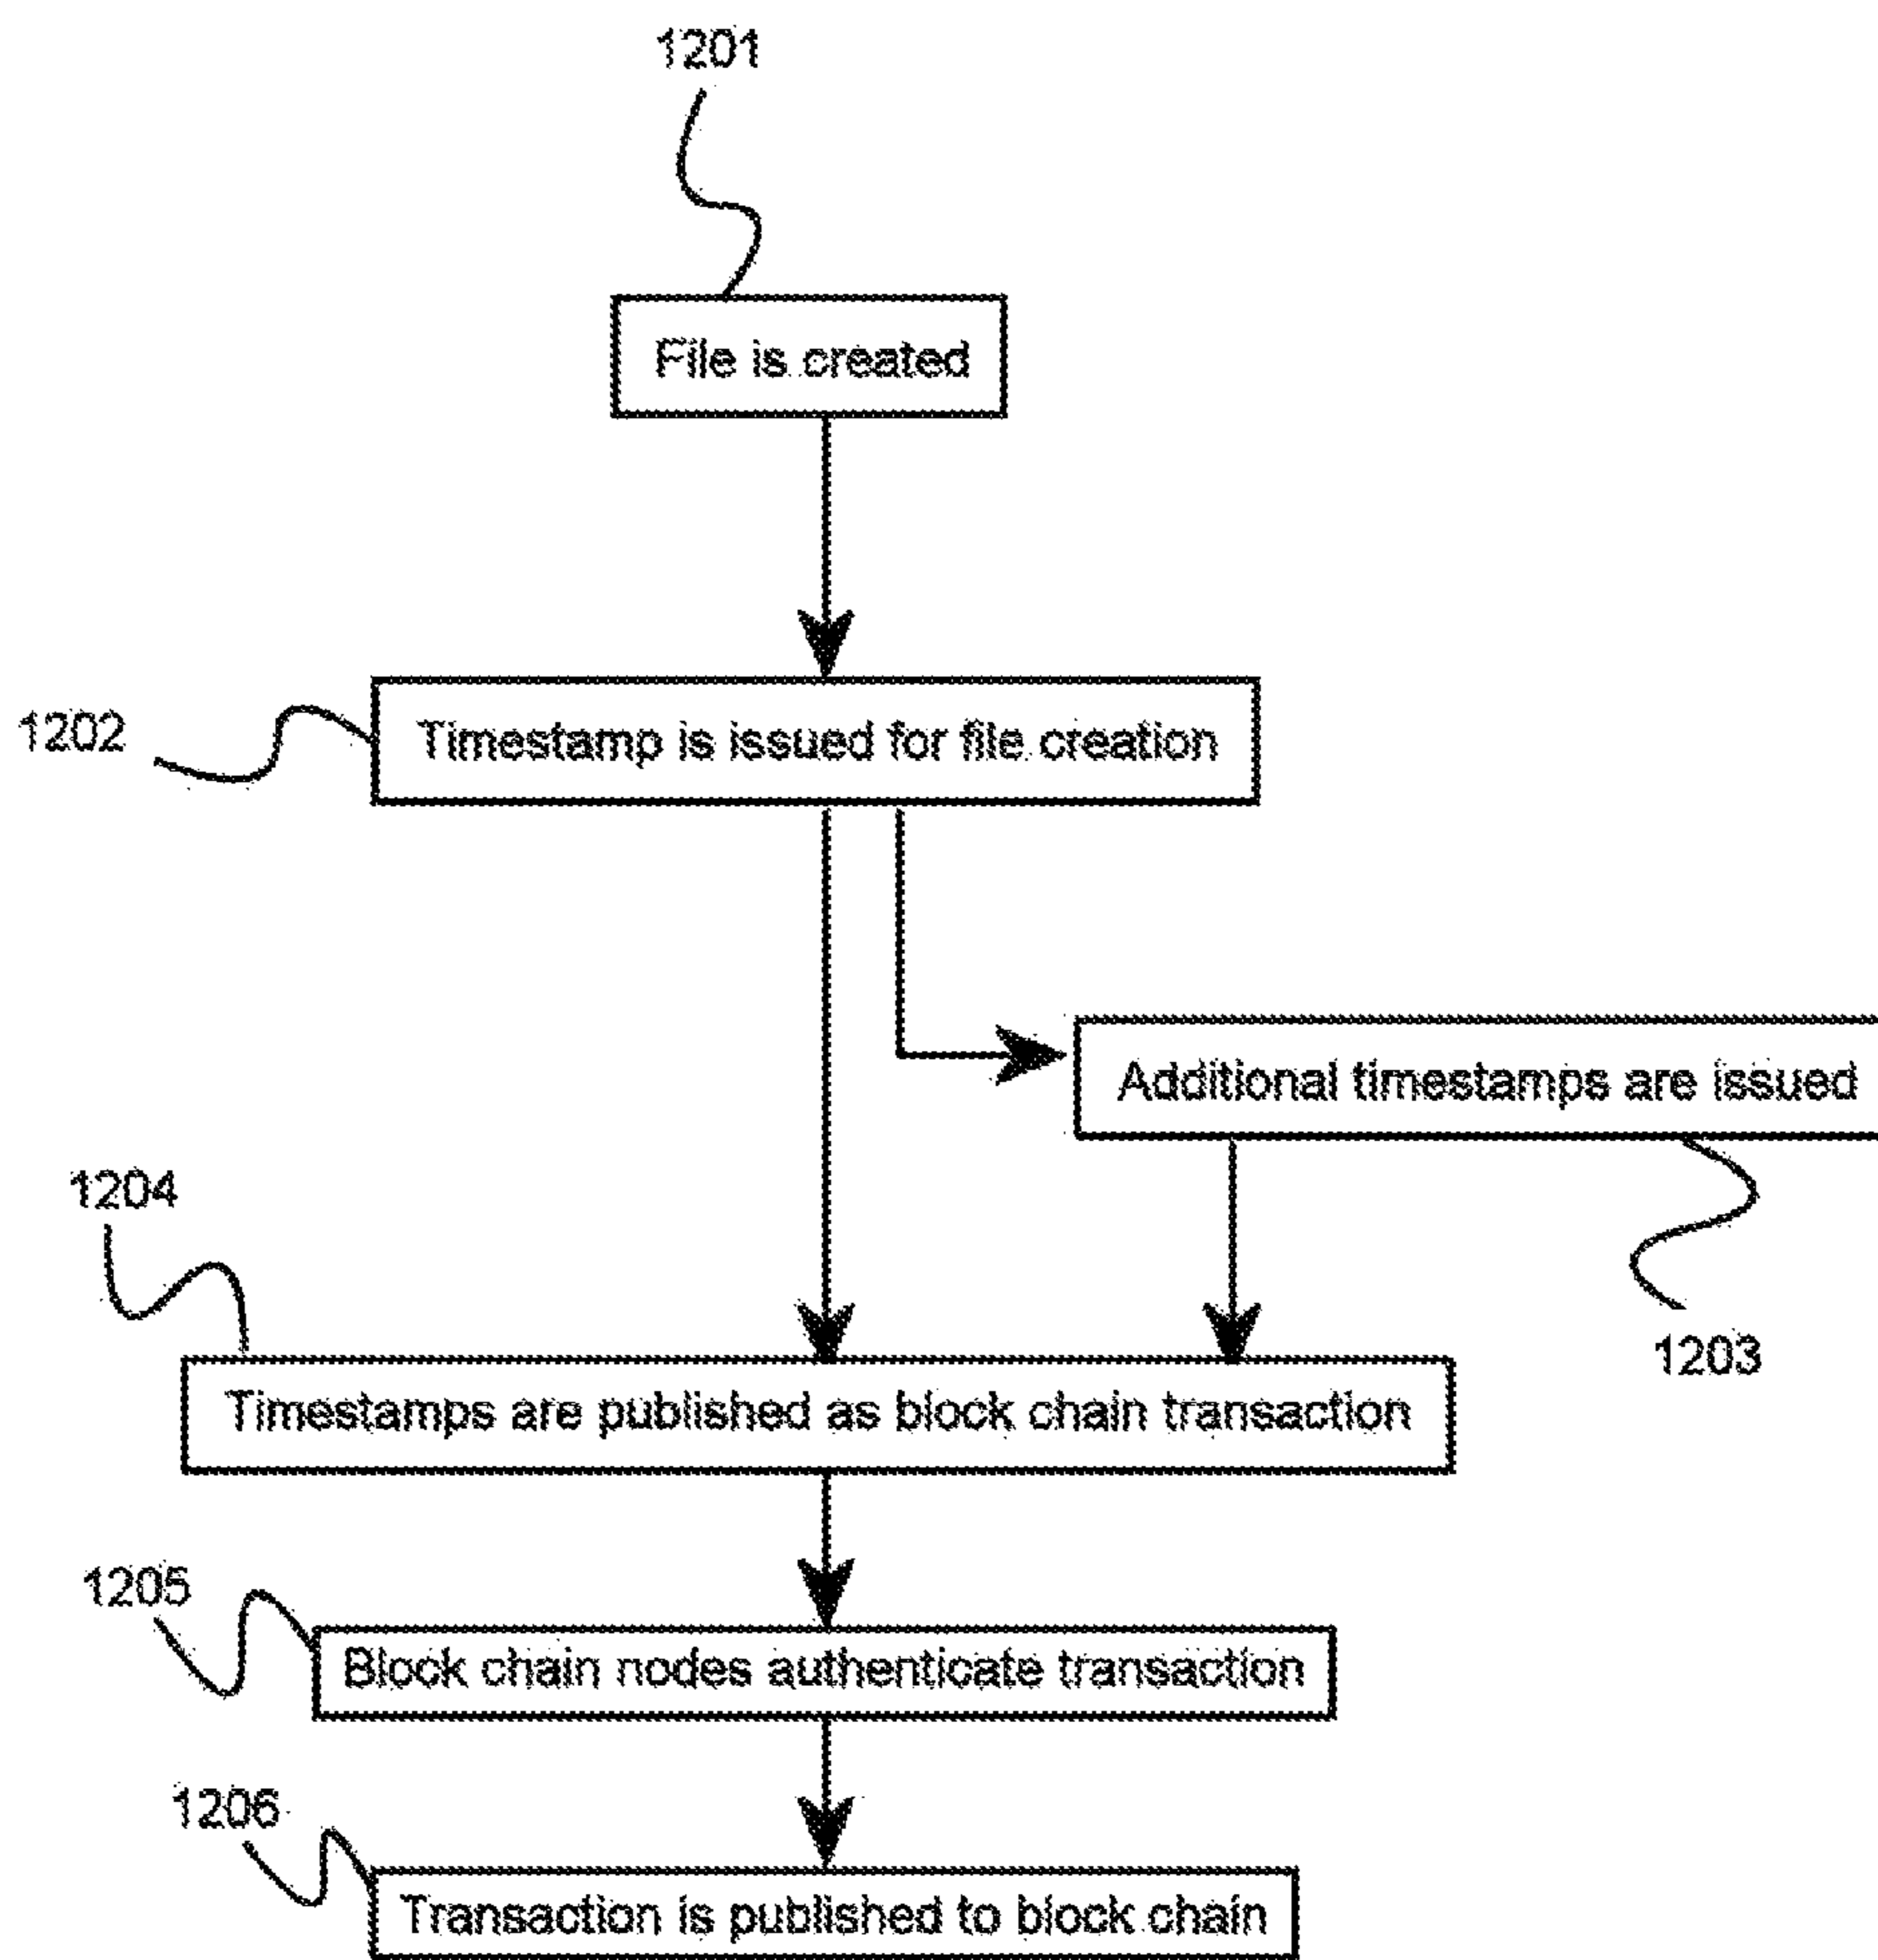 1201
File is created
1202
Timestamp is issued for file creation
Additional timestamps are issued
1204
1203
Timestamps are published as block chain transaction
1205
Block chain nodes authenticate transaction
1206
Transaction is published to block chain